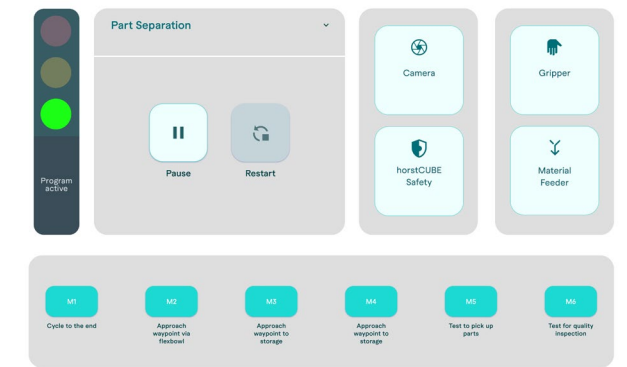 Part Separation
Program
active
Pause
Restart
Camera
Gripper
horstCUBE
Safety
Material
Feeder
M1
M2
M3
M4
M5
M6
Cycle to the end
Approach
waypoint via
flexbowl
Approach
waypoint to
storage
Approach
waypoint to
storage
Test to pick up
parts
Test for quality
inspection